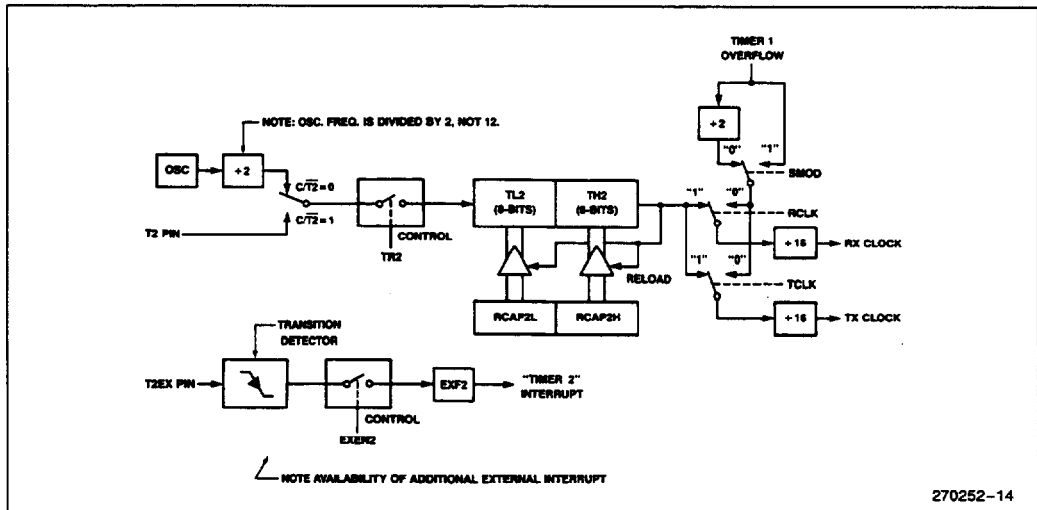 TIMER 1
OVERFLOW
NOTE: OSC. FREQ. IS DIVIDED BY 2, NOT 12.
÷2
"0"
"1"
OSC
÷2
SMOD
C/T2̅=0
TL2
(8-BITS)
TH2
(8-BITS)
"1"
"0"
C/T2̅=1
RCLK
T2 PIN
CONTROL
÷16
RX CLOCK
TR2
RELOAD
"1"
"0"
TCLK
RCAP2L
RCAP2H
÷16
TX CLOCK
TRANSITION
DETECTOR
T2EX PIN
EXF2
"TIMER 2"
INTERRUPT
CONTROL
EXEN2
NOTE AVAILABILITY OF ADDITIONAL EXTERNAL INTERRUPT
270252-14